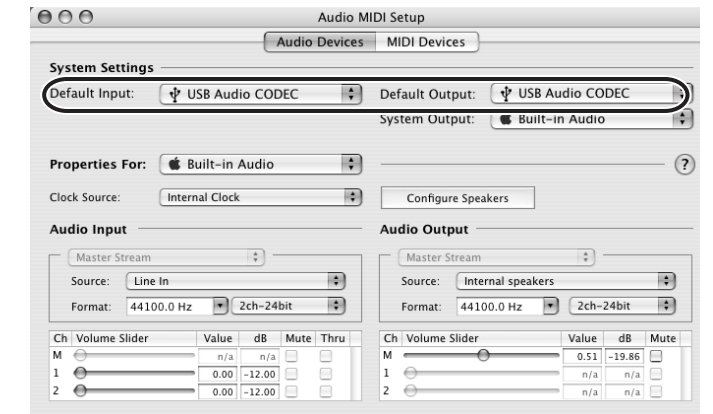 Audio MIDI Setup
Audio Devices MIDI Devices
System Settings
Default Input: USB Audio CODEC Default Output: USB Audio CODEC
System Output: Built-in Audio
Properties For: Built-in Audio ?
Clock Source: Internal Clock Configure Speakers
Audio Input Audio Output
Master Stream Master Stream
Source: Line In Source: Internal speakers
Format: 44100.0 Hz 2ch-24bit Format: 44100.0 Hz 2ch-24bit
Ch Volume Slider Value dB Mute Thru Ch Volume Slider Value dB Mute
M n/a n/a M 0.51 -19.86
1 0.00 -12.00 1 n/a n/a
2 0.00 -12.00 2 n/a n/a